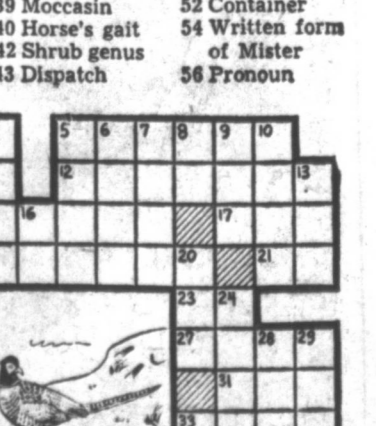 39 Moccasin
40 Horse's gait
42 Shrub genus
43 Dispatch
52 Container
54 Written form
of Mister
56 Pronoun
5 6 7 8 9 10
12 13
16 17
20 21
23 24
27 28 29
31
33